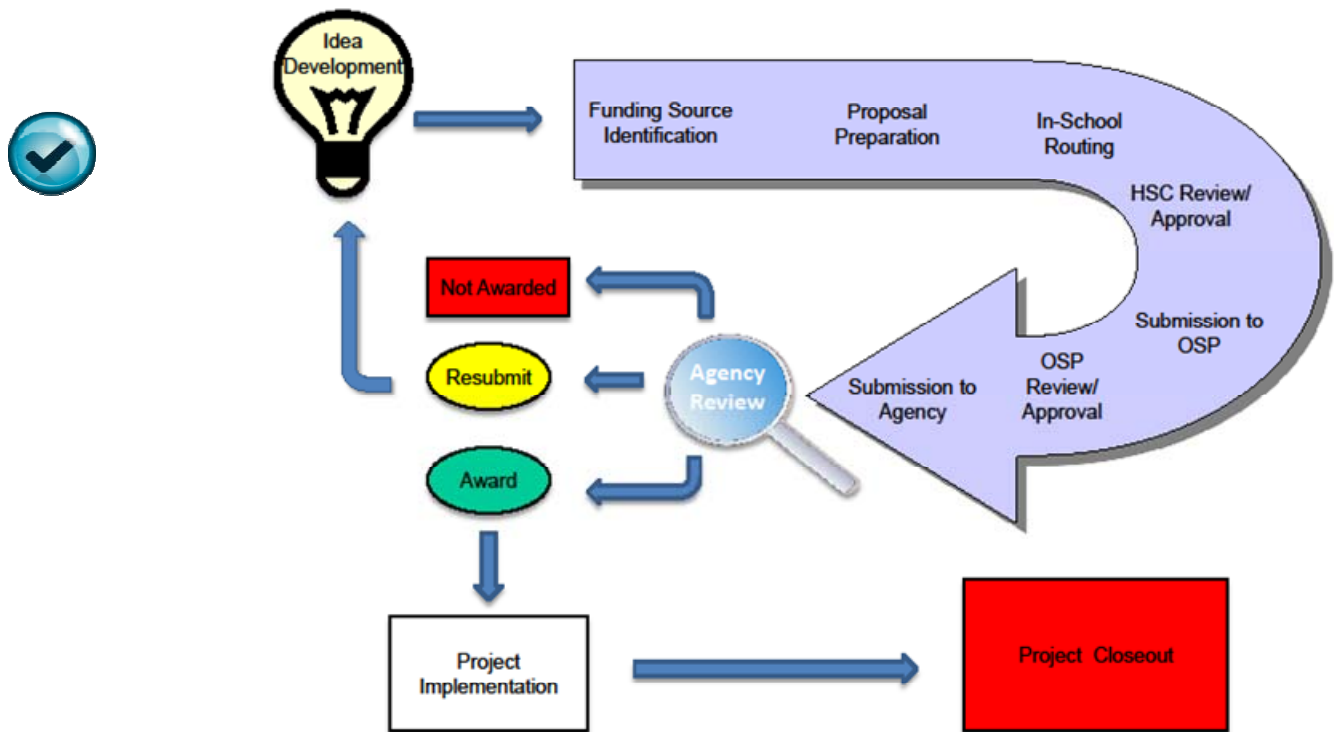 Idea
Development
Funding Source
Identification
Proposal
Preparation
In-School
Routing
HSC Review/
Approval
Submission to
OSP
OSP
Review/
Approval
Submission to
Agency
Agency
Review
Not Awarded
Resubmit
Award
Project
Implementation
Project Closeout